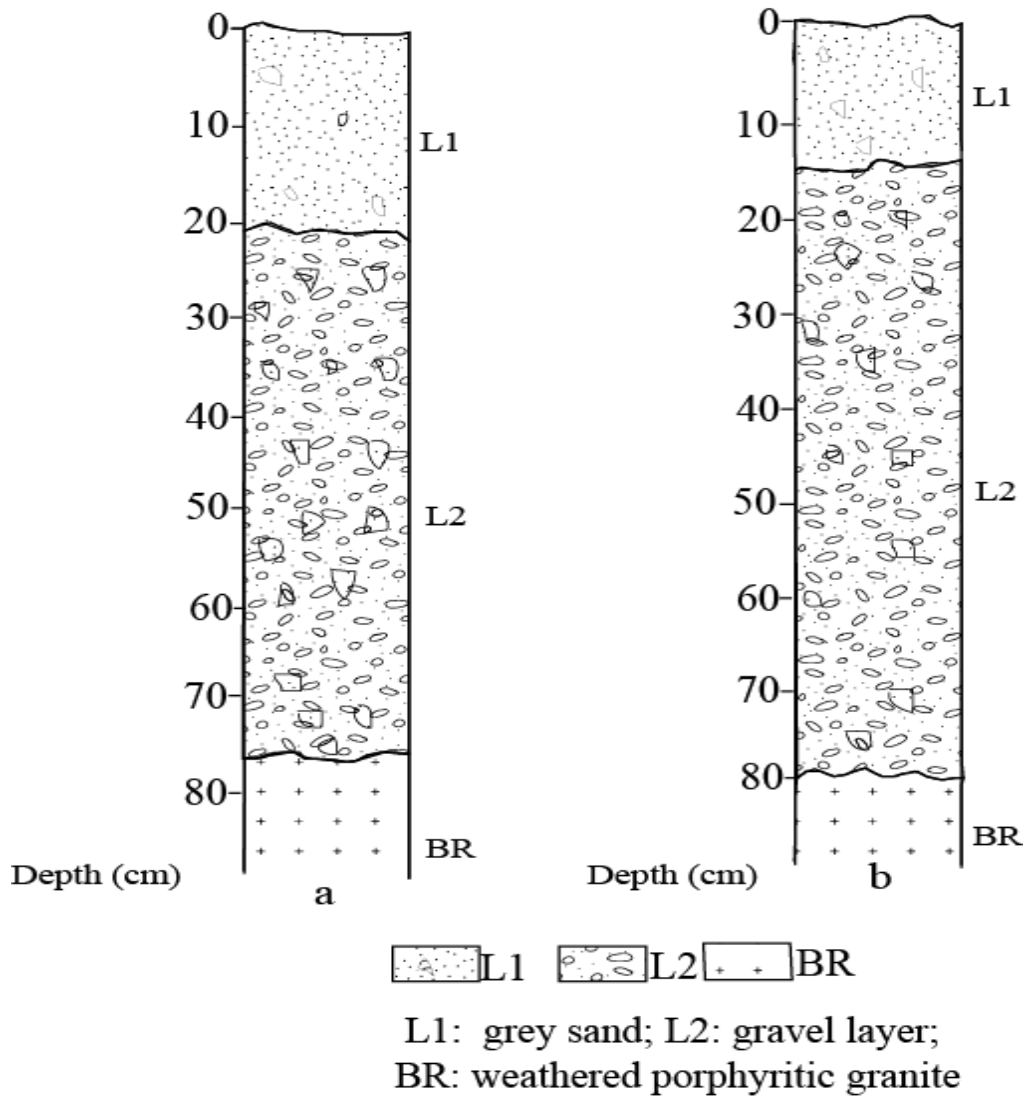 0
10
20
30
40
50
60
70
80
L1
L2
BR
Depth (cm)
a
0
10
20
30
40
50
60
70
80
L1
L2
BR
Depth (cm)
b
L1 L2 BR
L1: grey sand; L2: gravel layer;
BR: weathered porphyritic granite